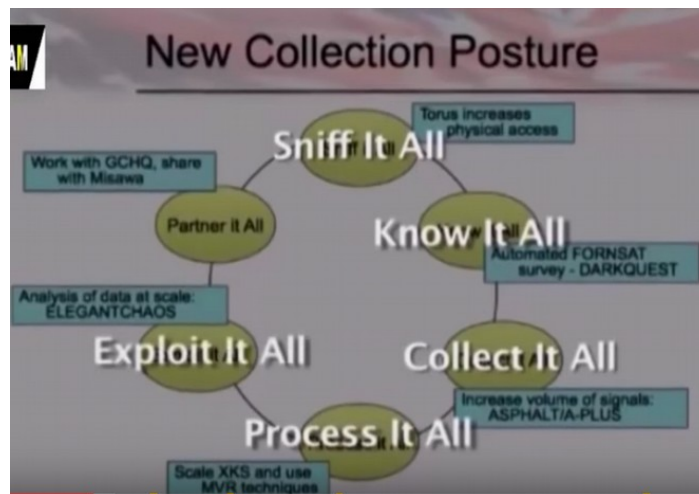 AM
New Collection Posture
Torus increases
physical access
Sniff It All
Work with GCHQ, share
with Misawa
Partner it All
Know It All
Automated FORNSAT
survey - DARKQUEST
Analysis of data at scale:
ELEGANTCHAOS
Exploit It All
Collect It All
Increase volume of signals:
ASPHALT/A-PLUS
Process It All
Scale XKS and use
MVR techniques